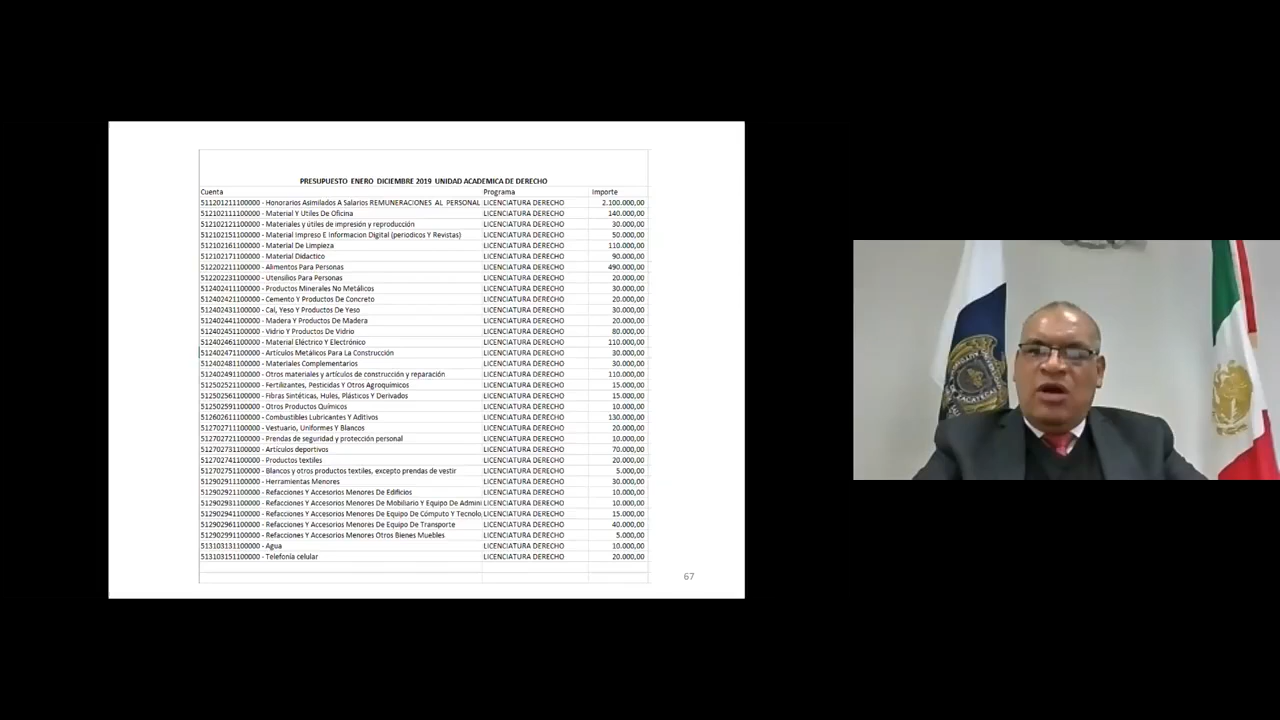 PRESUPUESTO ENERO DICIEMBRE 2019 UNIDAD ACADEMICA DE DERECHO
Cuenta Programa Importe
511201211100000 - Honorarios Asimilados A Salarios REMUNERACIONES AL PERSONAL LICENCIATURA DERECHO 2.100.000,00
512102111100000 - Material Y Utiles De Oficina LICENCIATURA DERECHO 140.000,00
512102121100000 - Materiales y útiles de impresión y reproducción LICENCIATURA DERECHO 30.000,00
512102151100000 - Material Impreso E Informacion Digital (periodicos Y Revistas) LICENCIATURA DERECHO 50.000,00
512102161100000 - Material De Limpieza LICENCIATURA DERECHO 110.000,00
512102171100000 - Material Didactico LICENCIATURA DERECHO 90.000,00
512202211100000 - Alimentos Para Personas LICENCIATURA DERECHO 490.000,00
512202231100000 - Utensilios Para Personas LICENCIATURA DERECHO 20.000,00
512402411100000 - Productos Minerales No Metálicos LICENCIATURA DERECHO 30.000,00
512402421100000 - Cemento Y Productos De Concreto LICENCIATURA DERECHO 20.000,00
512402431100000 - Cal, Yeso Y Productos De Yeso LICENCIATURA DERECHO 30.000,00
512402441100000 - Madera Y Productos De Madera LICENCIATURA DERECHO 20.000,00
512402451100000 - Vidrio Y Productos De Vidrio LICENCIATURA DERECHO 80.000,00
512402461100000 - Material Eléctrico Y Electrónico LICENCIATURA DERECHO 110.000,00
512402471100000 - Artículos Metálicos Para La Construcción LICENCIATURA DERECHO 30.000,00
512402481100000 - Materiales Complementarios LICENCIATURA DERECHO 30.000,00
512402491100000 - Otros materiales y artículos de construcción y reparación LICENCIATURA DERECHO 110.000,00
512502521100000 - Fertilizantes, Pesticidas Y Otros Agroquímicos LICENCIATURA DERECHO 15.000,00
512502561100000 - Fibras Sintéticas, Hules, Plásticos Y Derivados LICENCIATURA DERECHO 15.000,00
512502591100000 - Otros Productos Químicos LICENCIATURA DERECHO 10.000,00
512602611100000 - Combustibles Lubricantes Y Aditivos LICENCIATURA DERECHO 130.000,00
512702711100000 - Vestuario, Uniformes Y Blancos LICENCIATURA DERECHO 20.000,00
512702721100000 - Prendas de seguridad y protección personal LICENCIATURA DERECHO 10.000,00
512702731100000 - Artículos deportivos LICENCIATURA DERECHO 70.000,00
512702741100000 - Productos textiles LICENCIATURA DERECHO 20.000,00
512702751100000 - Blancos y otros productos textiles, excepto prendas de vestir LICENCIATURA DERECHO 5.000,00
512902911100000 - Herramientas Menores LICENCIATURA DERECHO 30.000,00
512902921100000 - Refacciones Y Accesorios Menores De Edificios LICENCIATURA DERECHO 10.000,00
512902931100000 - Refacciones Y Accesorios Menores De Mobiliario Y Equipo De Admini LICENCIATURA DERECHO 10.000,00
512902941100000 - Refacciones Y Accesorios Menores De Equipo De Cómputo Y Tecnolo LICENCIATURA DERECHO 15.000,00
512902961100000 - Refacciones Y Accesorios Menores De Equipo De Transporte LICENCIATURA DERECHO 40.000,00
512902991100000 - Refacciones Y Accesorios Menores Otros Bienes Muebles LICENCIATURA DERECHO 5.000,00
513103131100000 - Agua LICENCIATURA DERECHO 10.000,00
513103151100000 - Telefonía celular LICENCIATURA DERECHO 20.000,00
67